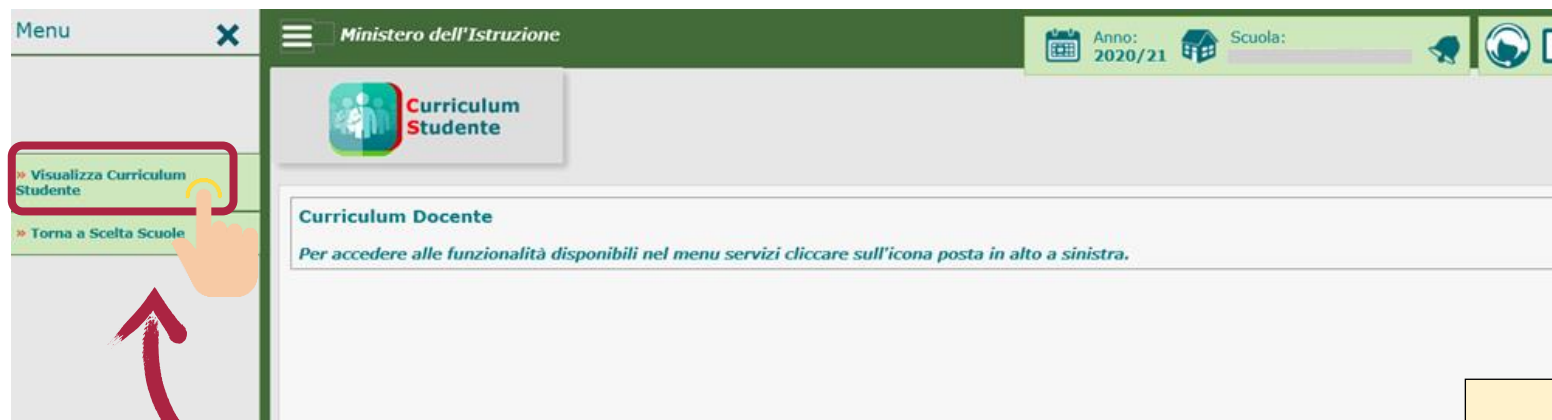 Menu
Ministero dell'Istruzione
Anno:
2020/21
Scuola:
Curriculum
Studente
» Visualizza Curriculum
Studente
» Torna a Scelta Scuole
Curriculum Docente
Per accedere alle funzionalità disponibili nel menu servizi cliccare sull'icona posta in alto a sinistra.